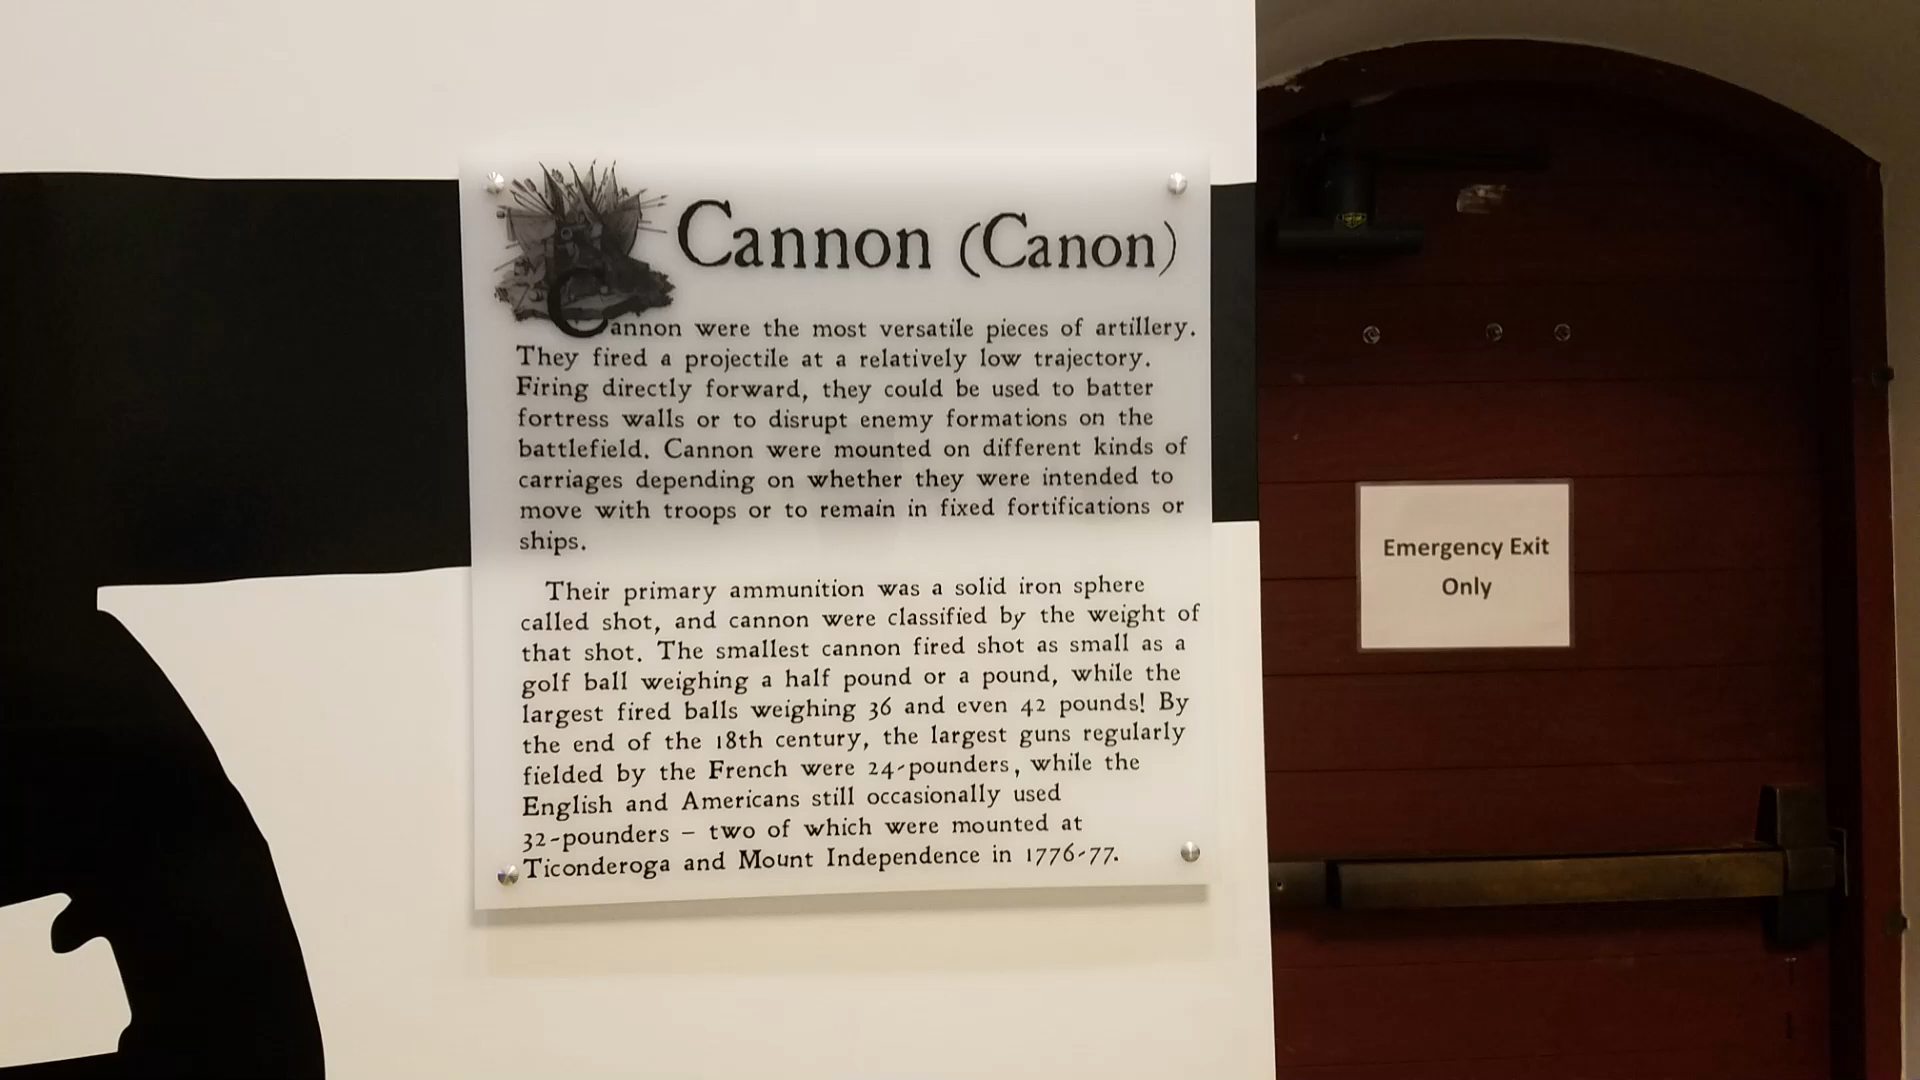 Cannon (Canon)
Cannon were the most versatile pieces of artillery.
They fired a projectile at a relatively low trajectory.
Firing directly forward, they could be used to batter
fortress walls or to disrupt enemy formations on the
battlefield. Cannon were mounted on different kinds of
carriages depending on whether they were intended to
move with troops or to remain in fixed fortifications or
ships.
Their primary ammunition was a solid iron sphere
called shot, and cannon were classified by the weight of
that shot. The smallest cannon fired shot as small as a
golf ball weighing a half pound or a pound, while the
largest fired balls weighing 36 and even 42 pounds! By
the end of the 18th century, the largest guns regularly
fielded by the French were 24-pounders, while the
English and Americans still occasionally used
32-pounders – two of which were mounted at
Ticonderoga and Mount Independence in 1776-77.
Emergency Exit
Only